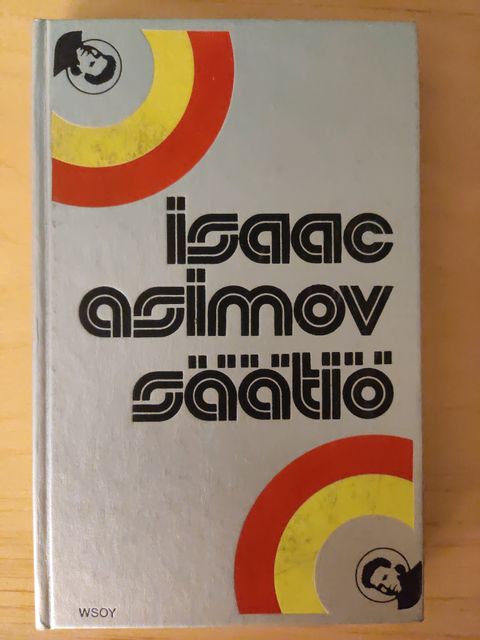 isaac
asimov
säätiö
WSOY